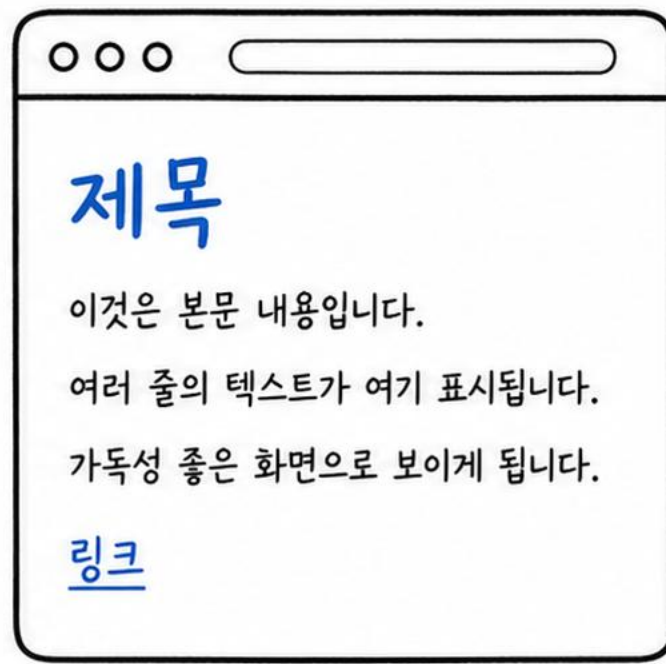 제목
이것은 본문 내용입니다.
여러 줄의 텍스트가 여기 표시됩니다.
가독성 좋은 화면으로 보이게 됩니다.
링크